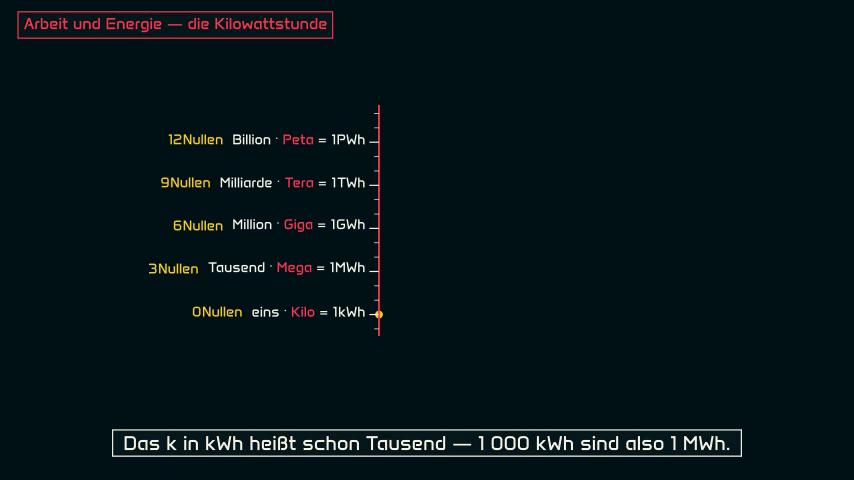 Arbeit und Energie — die Kilowattstunde
12Nullen Billion · Peta = 1PWh
9Nullen Milliarde · Tera = 1TWh
6Nullen Million · Giga = 1GWh
3Nullen Tausend · Mega = 1MWh
0Nullen eins · Kilo = 1kWh
Das k in kWh heißt schon Tausend — 1 000 kWh sind also 1 MWh.